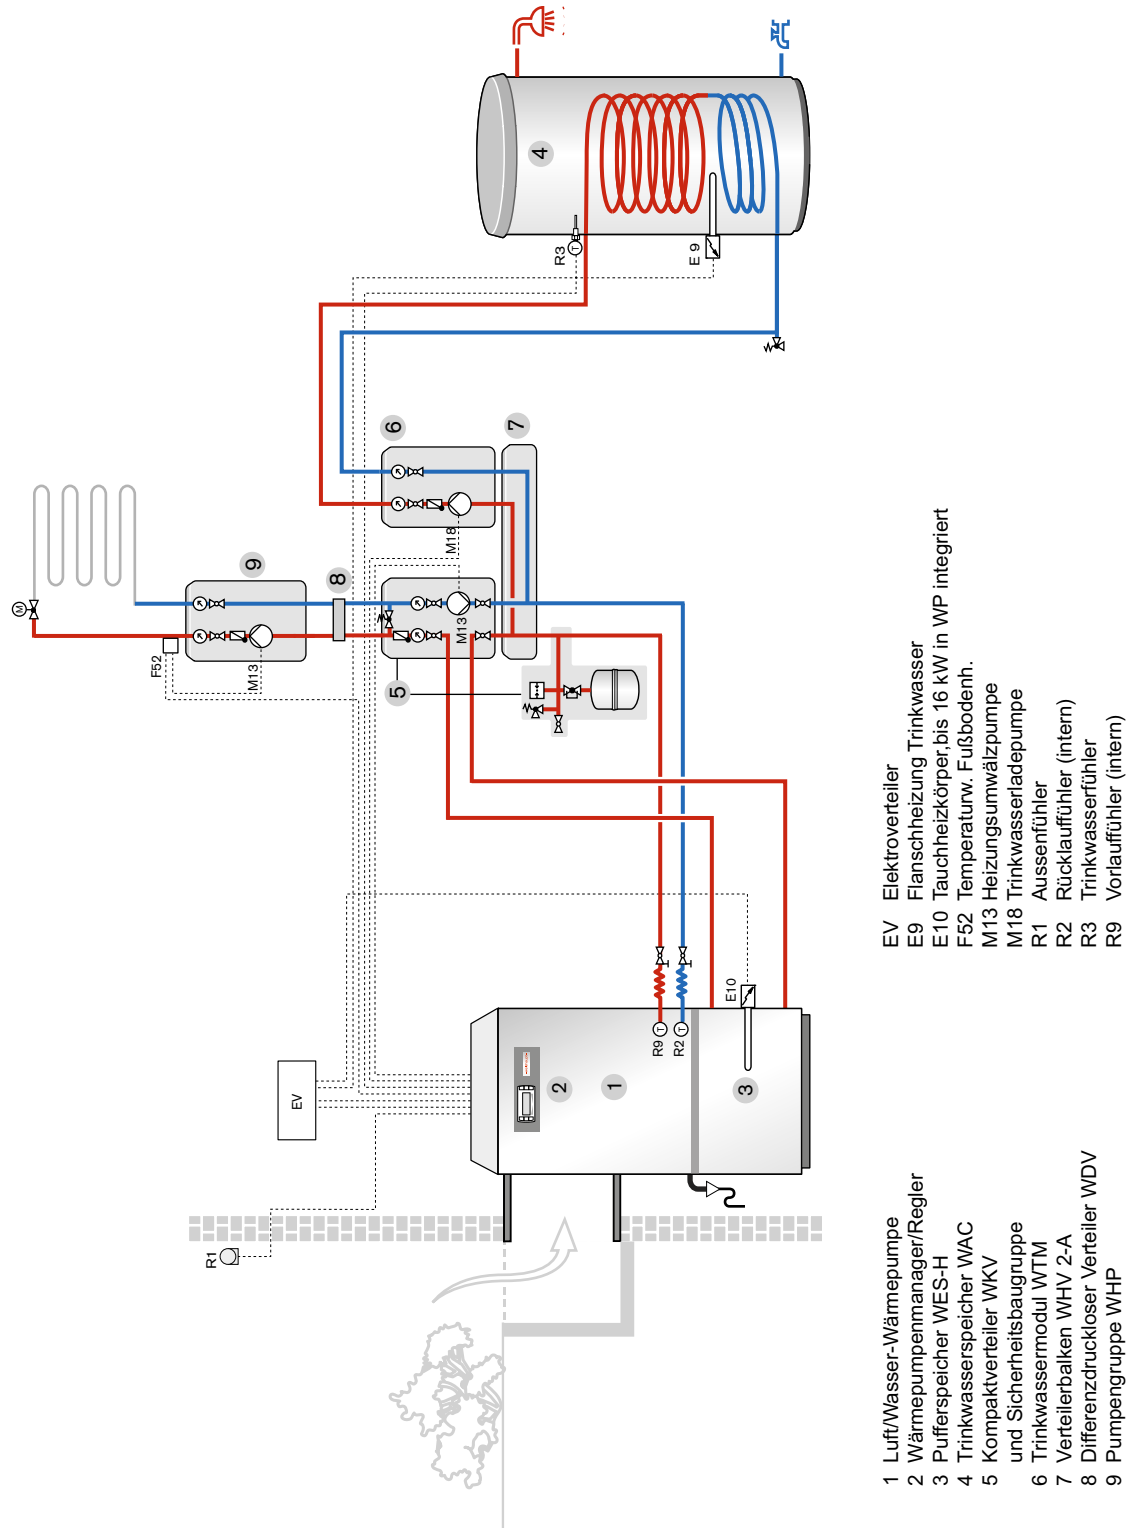 M
9
8
F52
M13
5
M13
M18
6
7
R3
E 9
4
EV
R1
2
1
3
R9
T
R2
T
E10
T
1 Luft/Wasser-Wärmepumpe
2 Wärmepumpenmanager/Regler
3 Pufferspeicher WES-H
4 Trinkwasserspeicher WAC
5 Kompaktverteiler WKV
und Sicherheitsbaugruppe
6 Trinkwassermodul WTM
7 Verteilerbalken WHV 2-A
8 Differenzdruckloser Verteiler WDV
9 Pumpengruppe WHP
EV Elektroverteiler
E9 Flanschheizung Trinkwasser
E10 Tauchheizkörper,bis 16 kW in WP integriert
F52 Temperaturw. Fußbodenh.
M13 Heizungsumwälzpumpe
M18 Trinkwasserladepumpe
R1 Aussenfühler
R2 Rücklauffühler (intern)
R3 Trinkwasserfühler
R9 Vorlauffühler (intern)